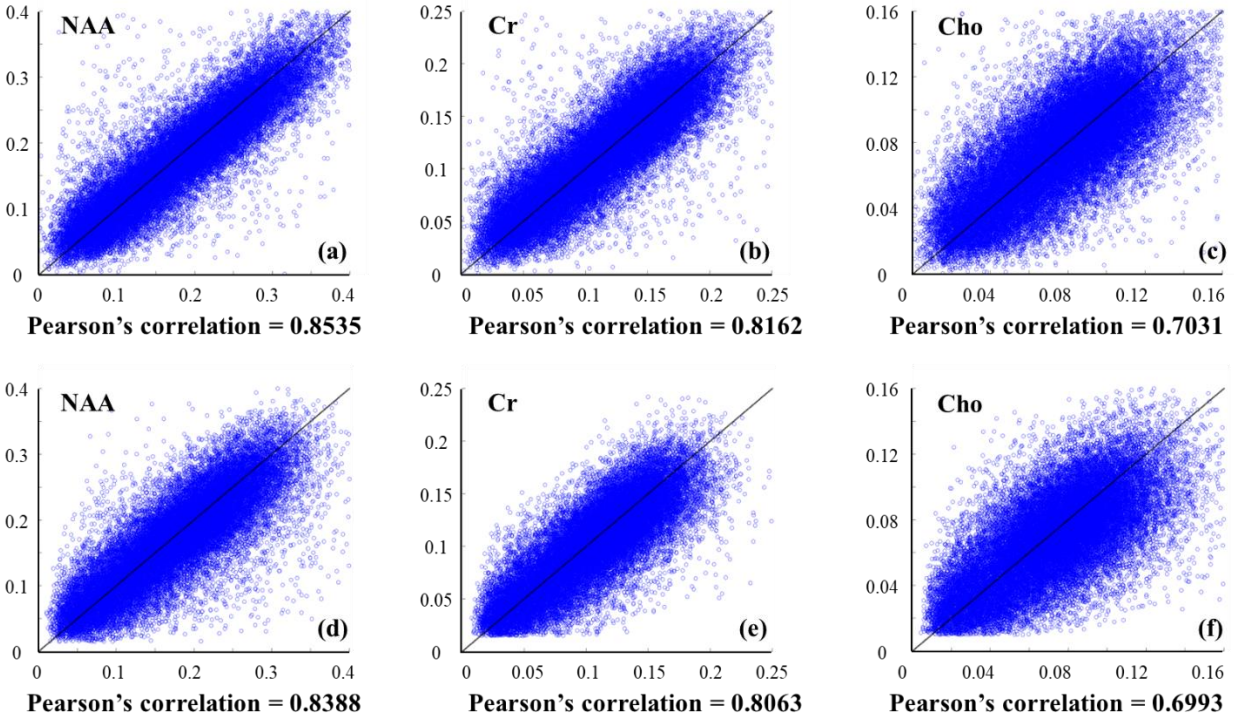 NAA
0.4
0.3
0.2
0.1
0
(a)
0 0.1 0.2 0.3 0.4
Pearson’s correlation = 0.8535
Cr
0.25
0.2
0.15
0.1
0.05
0
(b)
0 0.05 0.1 0.15 0.2 0.25
Pearson’s correlation = 0.8162
Cho
0.16
0.12
0.08
0.04
0
(c)
0 0.04 0.08 0.12 0.16
Pearson’s correlation = 0.7031
NAA
0.4
0.3
0.2
0.1
0
(d)
0 0.1 0.2 0.3 0.4
Pearson’s correlation = 0.8388
Cr
0.25
0.2
0.15
0.1
0.05
0
(e)
0 0.05 0.1 0.15 0.2 0.25
Pearson’s correlation = 0.8063
Cho
0.16
0.12
0.08
0.04
0
(f)
0 0.04 0.08 0.12 0.16
Pearson’s correlation = 0.6993